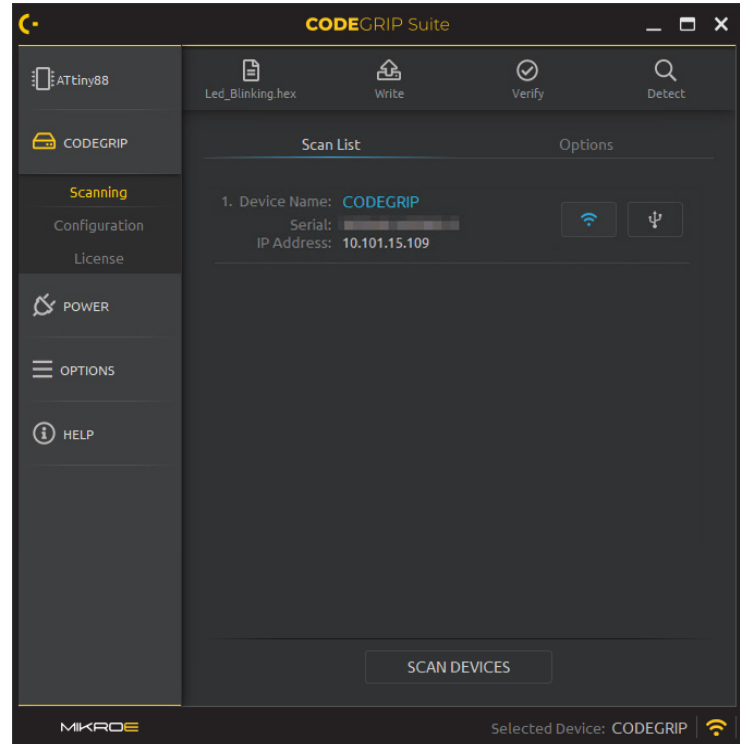 CODEGRIP Suite
ATtiny88
Led_Blinking.hex
Write
Verify
Detect
CODEGRIP
Scanning
Configuration
License
POWER
OPTIONS
HELP
Scan List
Options
1. Device Name: CODEGRIP
Serial:
IP Address: 10.101.15.109
SCAN DEVICES
MIKROE
Selected Device: CODEGRIP